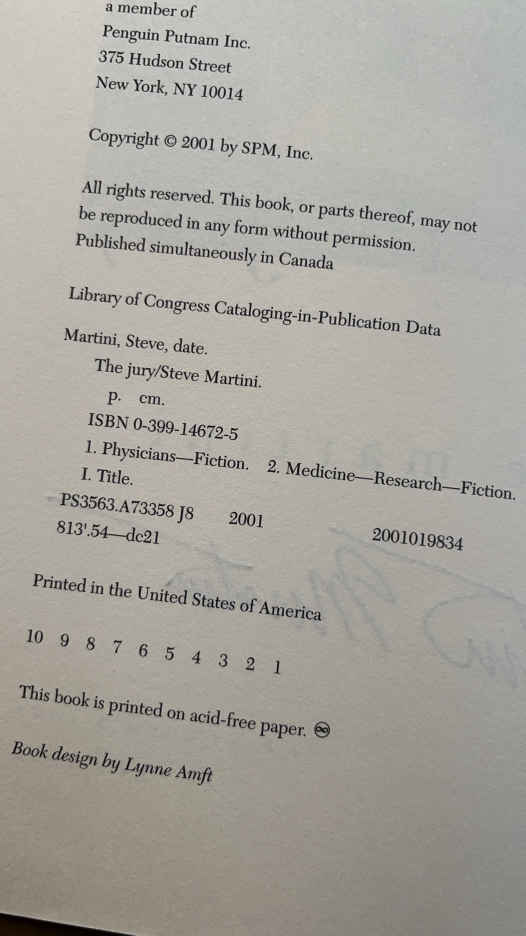 a member of
Penguin Putnam Inc.
375 Hudson Street
New York, NY 10014
Copyright © 2001 by SPM, Inc.
All rights reserved. This book, or parts thereof, may not
be reproduced in any form without permission.
Published simultaneously in Canada
Library of Congress Cataloging-in-Publication Data
Martini, Steve, date.
The jury/Steve Martini.
p. cm.
ISBN 0-399-14672-5
1. Physicians—Fiction. 2. Medicine—Research—Fiction.
I. Title.
PS3563.A73358 J8 2001 2001019834
813'.54—dc21
Printed in the United States of America
10 9 8 7 6 5 4 3 2 1
This book is printed on acid-free paper. ♾
Book design by Lynne Amft